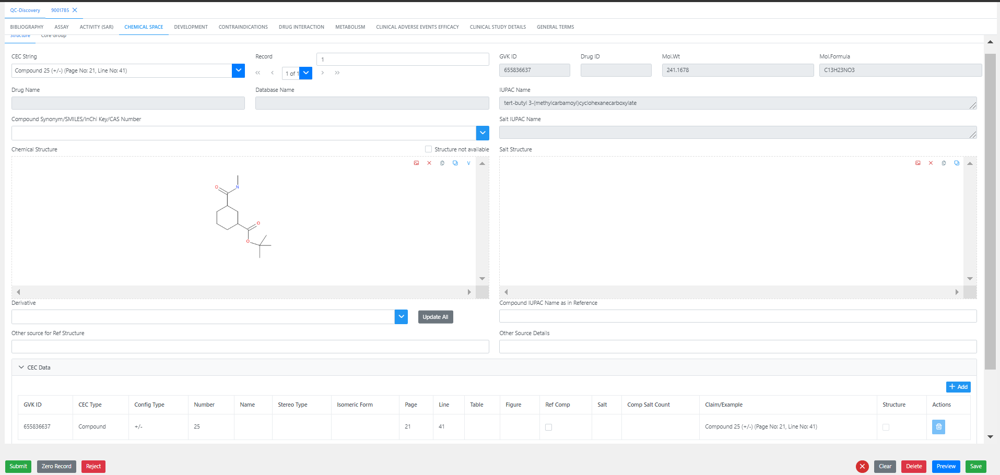 QC-Discovery 9001785
BIBLIOGRAPHY ASSAY ACTIVITY (SAR) CHEMICAL SPACE DEVELOPMENT CONTRAINDICATIONS DRUG INTERACTION METABOLISM CLINICAL ADVERSE EVENTS EFFICACY CLINICAL STUDY DETAILS GENERAL TERMS
Structure Core Group
CEC String Record 1 GVK ID Drug ID Mol.Wt Mol.Formula
Compound 25 (+/-) (Page No: 21, Line No: 41) 1 of 1 655836637 241.1678 C13H23NO3
Drug Name Database Name IUPAC Name
tert-butyl 3-(methylcarbamoyl)cyclohexanecarboxylate
Compound Synonym/SMILES/InChi Key/CAS Number Salt IUPAC Name
Chemical Structure Structure not available Salt Structure
V
O N
O
O
Derivative Compound IUPAC Name as in Reference
Update All
Other source for Ref Structure Other Source Details
CEC Data
+ Add
GVK ID CEC Type Config Type Number Name Stereo Type Isomeric Form Page Line Table Figure Ref Comp Salt Comp Salt Count Claim/Example Structure Actions
655836637 Compound +/- 25 21 41 Compound 25 (+/-) (Page No: 21, Line No: 41)
Submit Zero Record Reject Clear Delete Preview Save